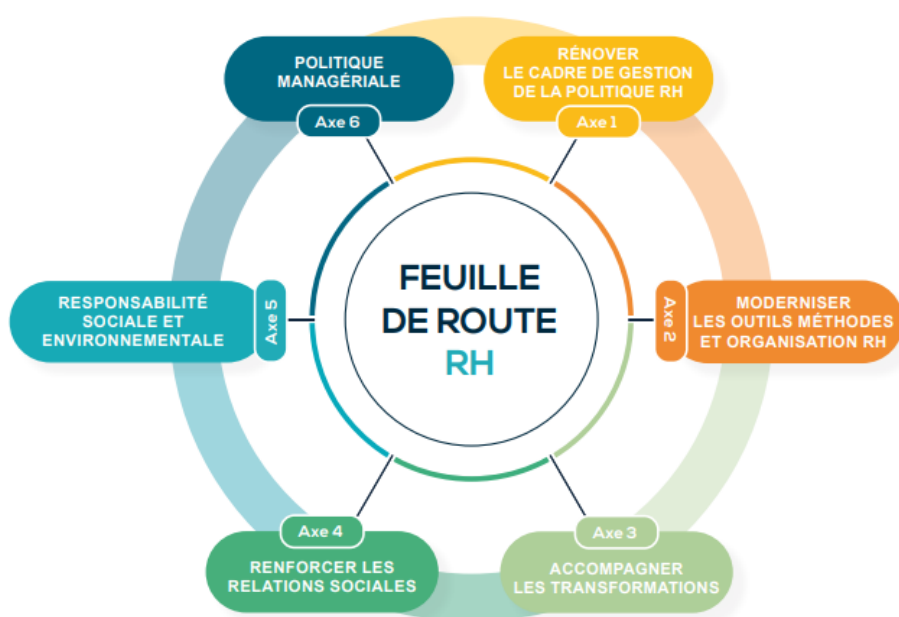 FEUILLE
DE ROUTE
RH
RÉNOVER
LE CADRE DE GESTION
DE LA POLITIQUE RH
Axe 1
MODERNISER
LES OUTILS MÉTHODES
ET ORGANISATION RH
Axe 2
Axe 3
ACCOMPAGNER
LES TRANSFORMATIONS
Axe 4
RENFORCER LES
RELATIONS SOCIALES
RESPONSABILITÉ
SOCIALE ET
ENVIRONNEMENTALE
Axe 5
POLITIQUE
MANAGÉRIALE
Axe 6